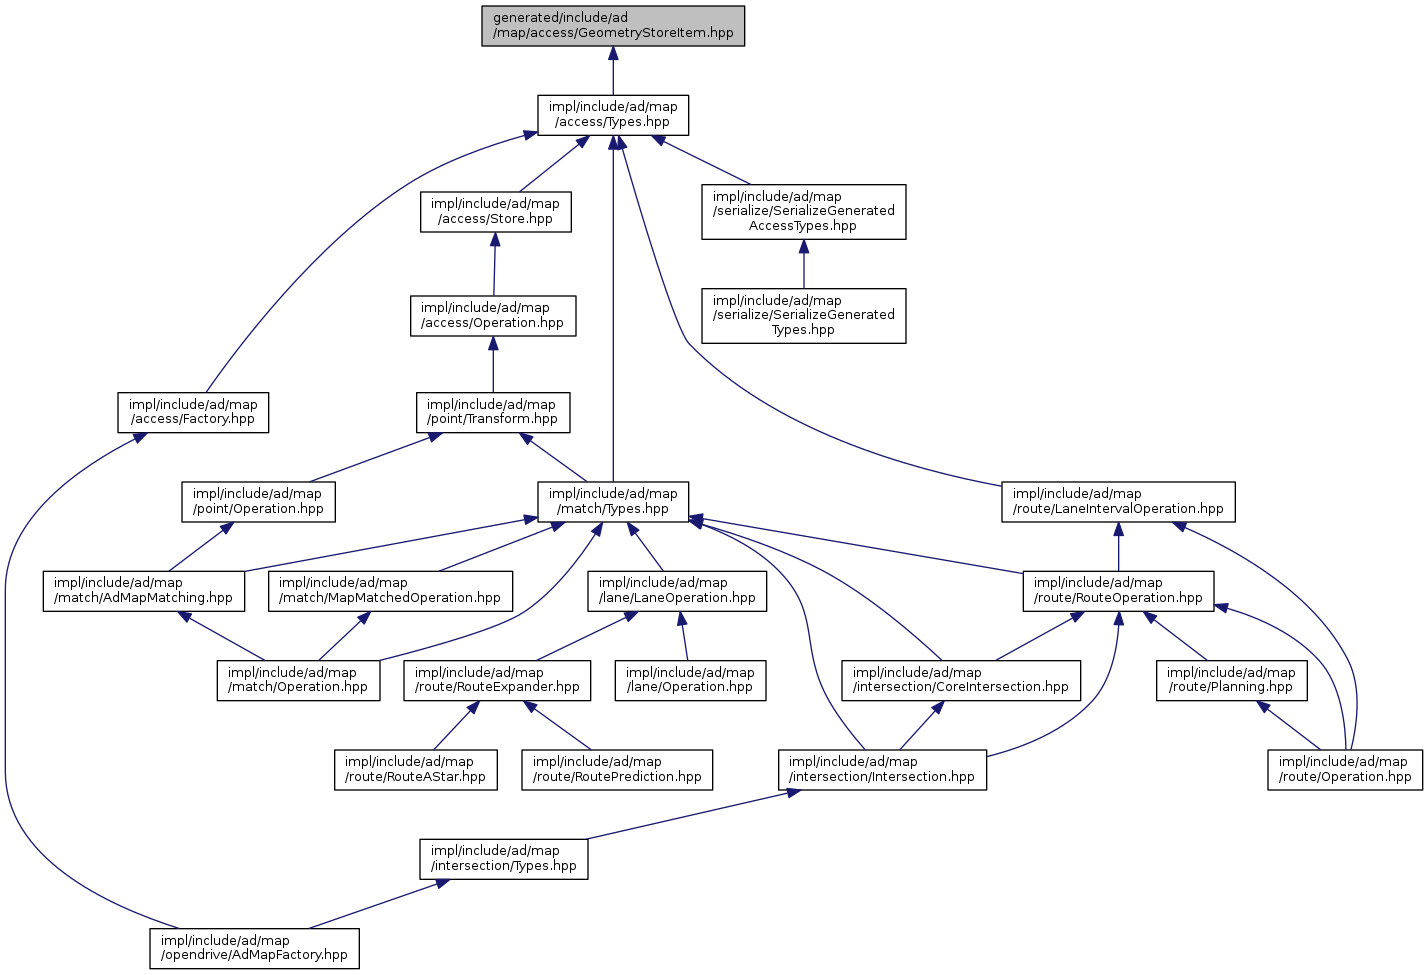 generated/include/ad
/map/access/GeometryStoreItem.hpp
impl/include/ad/map
/access/Types.hpp
impl/include/ad/map
/access/Store.hpp
impl/include/ad/map
/serialize/SerializeGenerated
AccessTypes.hpp
impl/include/ad/map
/access/Operation.hpp
impl/include/ad/map
/serialize/SerializeGenerated
Types.hpp
impl/include/ad/map
/access/Factory.hpp
impl/include/ad/map
/point/Transform.hpp
impl/include/ad/map
/point/Operation.hpp
impl/include/ad/map
/match/Types.hpp
impl/include/ad/map
/route/LaneIntervalOperation.hpp
impl/include/ad/map
/match/AdMapMatching.hpp
impl/include/ad/map
/match/MapMatchedOperation.hpp
impl/include/ad/map
/lane/LaneOperation.hpp
impl/include/ad/map
/route/RouteOperation.hpp
impl/include/ad/map
/match/Operation.hpp
impl/include/ad/map
/route/RouteExpander.hpp
impl/include/ad/map
/lane/Operation.hpp
impl/include/ad/map
/intersection/CoreIntersection.hpp
impl/include/ad/map
/route/Planning.hpp
impl/include/ad/map
/route/RouteAStar.hpp
impl/include/ad/map
/route/RoutePrediction.hpp
impl/include/ad/map
/intersection/Intersection.hpp
impl/include/ad/map
/route/Operation.hpp
impl/include/ad/map
/intersection/Types.hpp
impl/include/ad/map
/opendrive/AdMapFactory.hpp